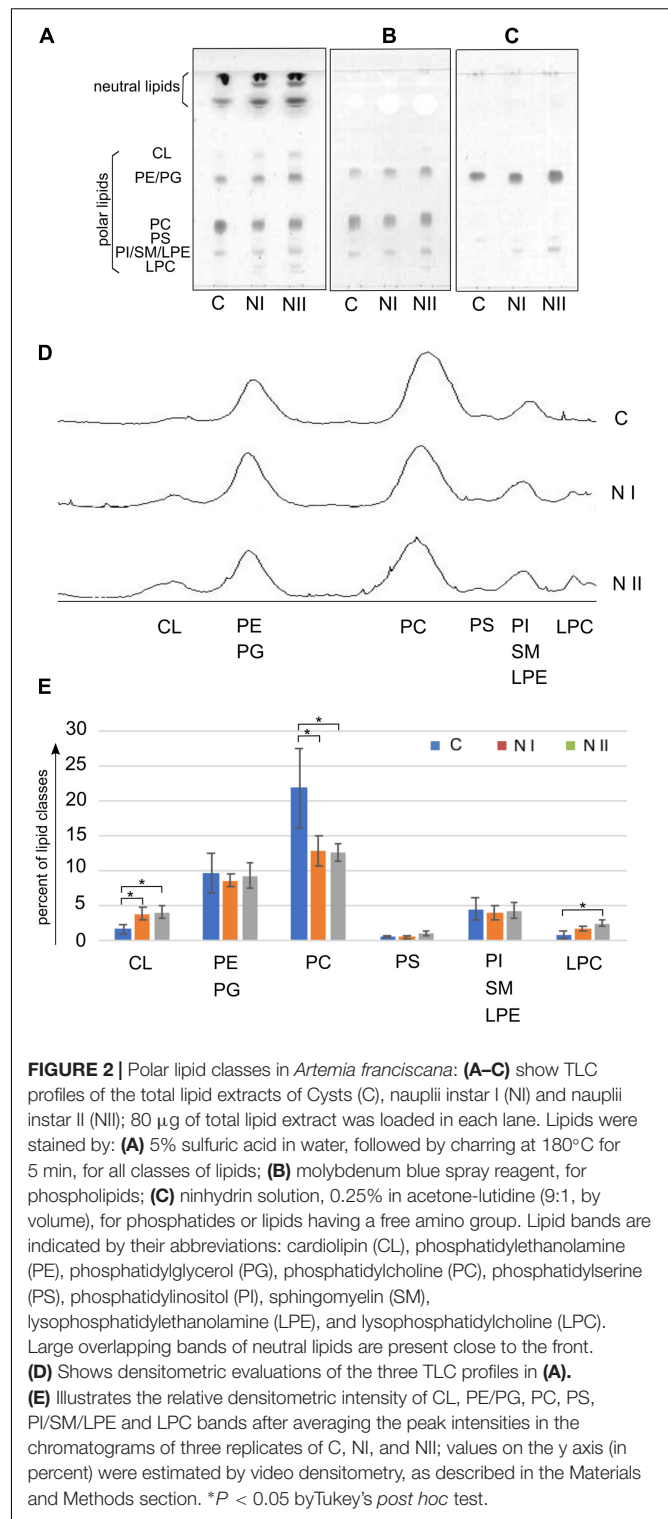 A
B
C
neutral lipids
polar lipids
CL
PE/PG
PC
PS
PI/SM/LPE
LPC
C NI NII
C NI NII
C NI NII
D
C
N I
N II
CL PE PC PS PI LPC
PG SM
LPE
E
percent of lipid classes
30
25
20
15
10
5
0
C N I N II
* * * * *
CL PE PC PS PI LPC
PG SM
LPE
FIGURE 2 | Polar lipid classes in Artemia franciscana: (A–C) show TLC
profiles of the total lipid extracts of Cysts (C), nauplii instar I (NI) and nauplii
instar II (NII); 80 μg of total lipid extract was loaded in each lane. Lipids were
stained by: (A) 5% sulfuric acid in water, followed by charring at 180°C for
5 min, for all classes of lipids; (B) molybdenum blue spray reagent, for
phospholipids; (C) ninhydrin solution, 0.25% in acetone-lutidine (9:1, by
volume), for phosphatides or lipids having a free amino group. Lipid bands are
indicated by their abbreviations: cardiolipin (CL), phosphatidylethanolamine
(PE), phosphatidylglycerol (PG), phosphatidylcholine (PC), phosphatidylserine
(PS), phosphatidylinositol (PI), sphingomyelin (SM),
lysophosphatidylethanolamine (LPE), and lysophosphatidylcholine (LPC).
Large overlapping bands of neutral lipids are present close to the front.
(D) Shows densitometric evaluations of the three TLC profiles in (A).
(E) Illustrates the relative densitometric intensity of CL, PE/PG, PC, PS,
PI/SM/LPE and LPC bands after averaging the peak intensities in the
chromatograms of three replicates of C, NI, and NII; values on the y axis (in
percent) were estimated by video densitometry, as described in the Materials
and Methods section. *P < 0.05 byTukey's post hoc test.